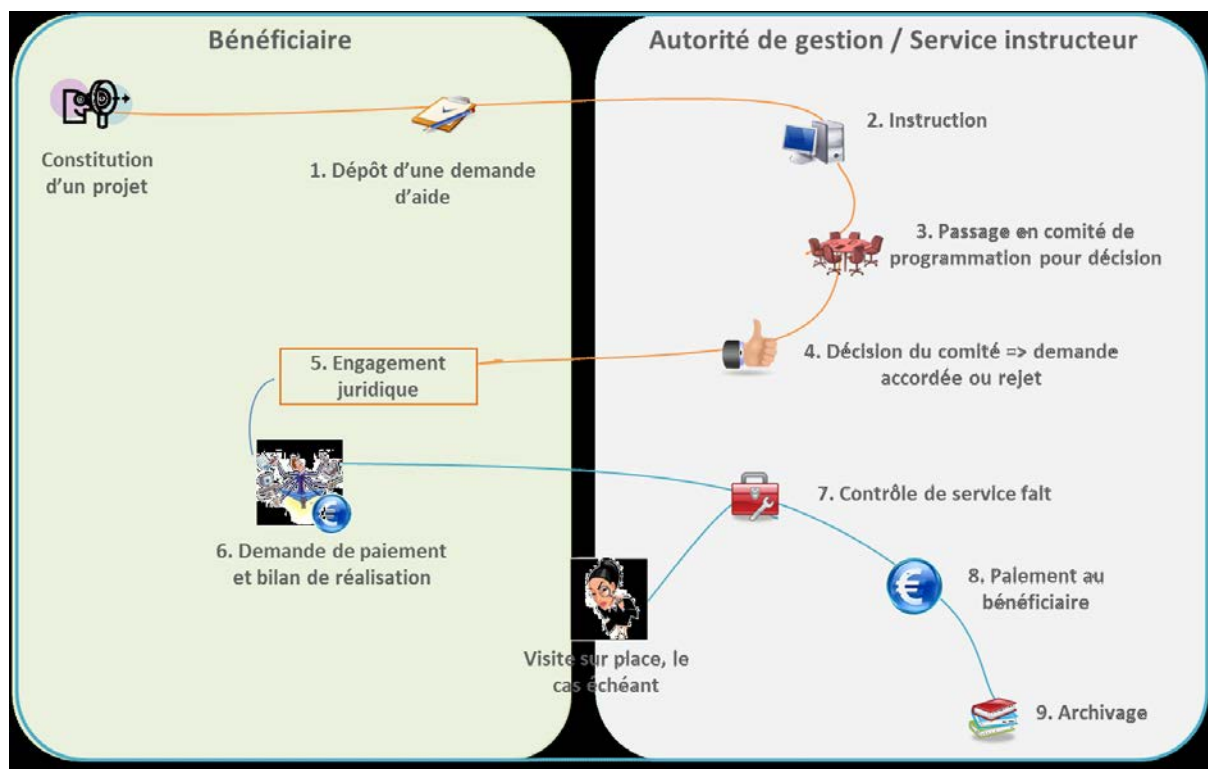 Bénéficiaire
Autorité de gestion / Service instructeur
Constitution
d'un projet
1. Dépôt d'une demande
d'aide
2. Instruction
3. Passage en comité de
programmation pour décision
4. Décision du comité => demande
accordée ou rejet
5. Engagement
juridique
6. Demande de paiement
et bilan de réalisation
7. Contrôle de service fait
Visite sur place, le
cas échéant
8. Paiement au
bénéficiaire
9. Archivage